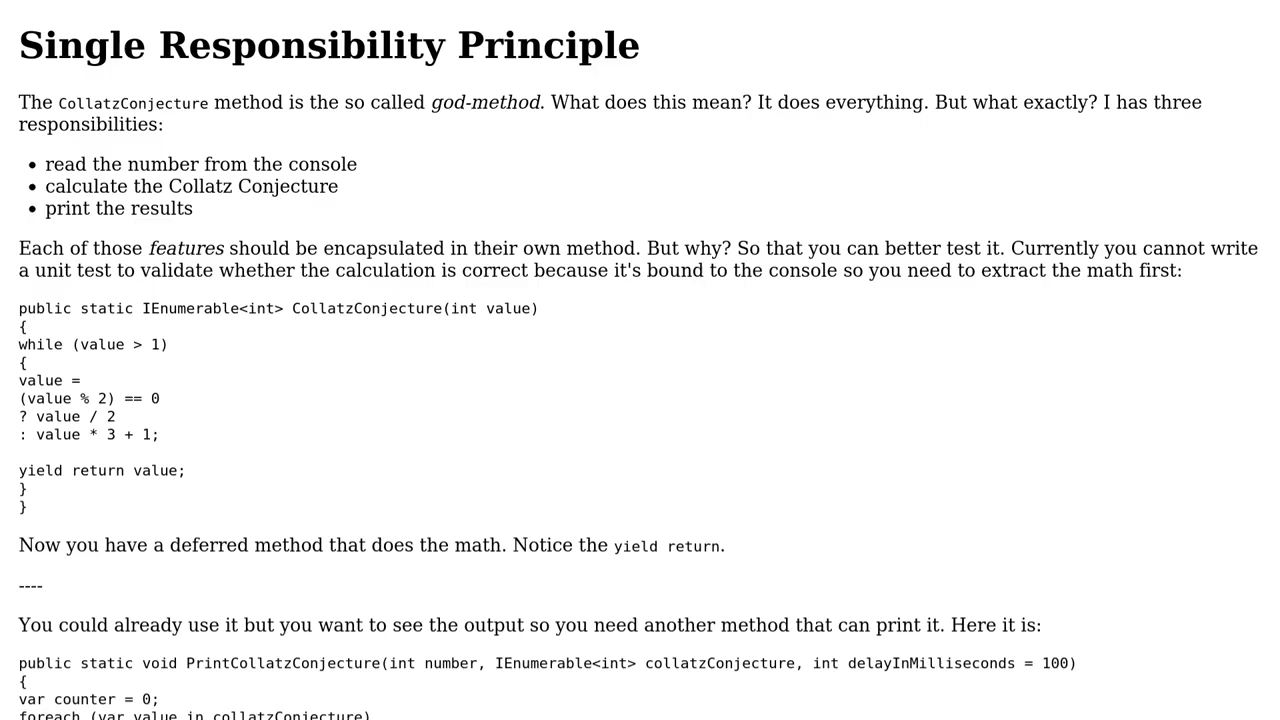 Single Responsibility Principle
The CollatzConjecture method is the so called god-method. What does this mean? It does everything. But what exactly? I has three
responsibilities:
• read the number from the console
• calculate the Collatz Conjecture
• print the results
Each of those features should be encapsulated in their own method. But why? So that you can better test it. Currently you cannot write
a unit test to validate whether the calculation is correct because it's bound to the console so you need to extract the math first:
public static IEnumerable<int> CollatzConjecture(int value)
{
while (value > 1)
{
value =
(value % 2) == 0
? value / 2
: value * 3 + 1;
yield return value;
}
}
Now you have a deferred method that does the math. Notice the yield return.
----
You could already use it but you want to see the output so you need another method that can print it. Here it is:
public static void PrintCollatzConjecture(int number, IEnumerable<int> collatzConjecture, int delayInMilliseconds = 100)
{
var counter = 0;
foreach (var value in collatzConjecture)